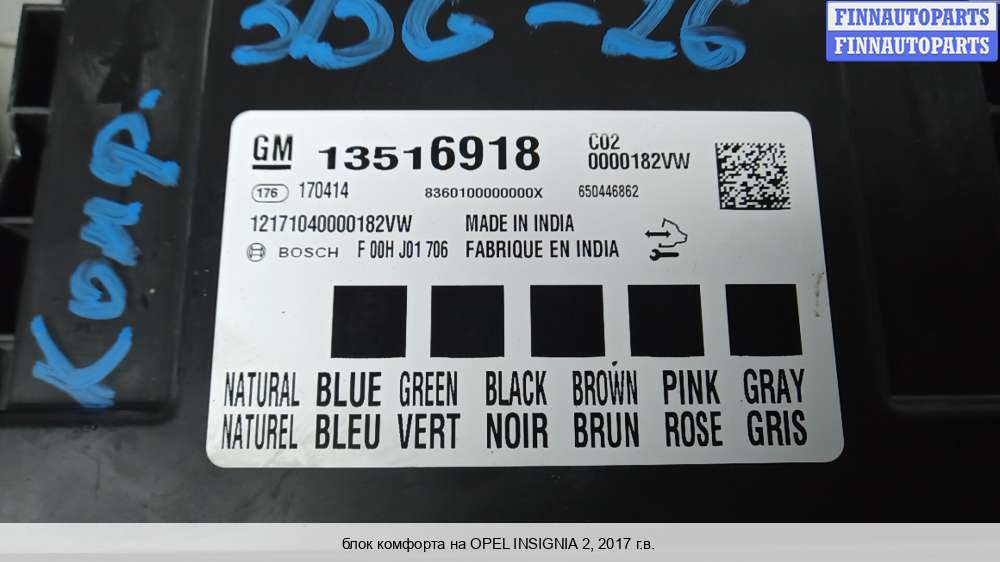 FINNAUTOPARTS
FINNAUTOPARTS
3DG-26
Комф.
GM 13516918 C02
0000182VW
176 170414 8360100000000X 650446862
12171040000182VW MADE IN INDIA
BOSCH F 00H J01 706 FABRIQUE EN INDIA
NATURAL BLUE GREEN BLACK BROWN PINK GRAY
NATUREL BLEU VERT NOIR BRUN ROSE GRIS
блок комфорта на OPEL INSIGNIA 2, 2017 г.в.